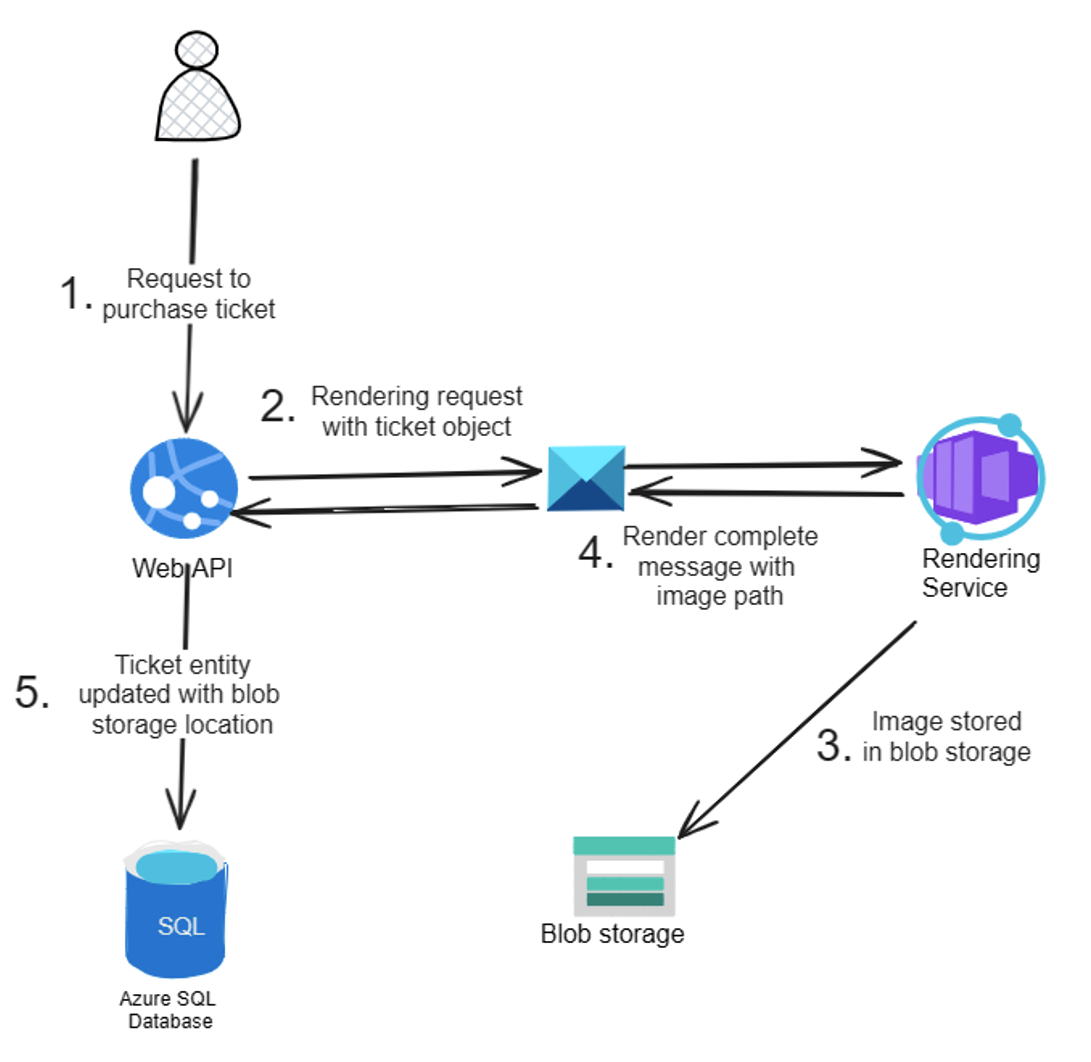 1.
Request to
purchase ticket
2.
Rendering request
with ticket object
Web API
4.
Render complete
message with
image path
Rendering
Service
5.
Ticket entity
updated with blob
storage location
3.
Image stored
in blob storage
SQL
Blob storage
Azure SQL
Database